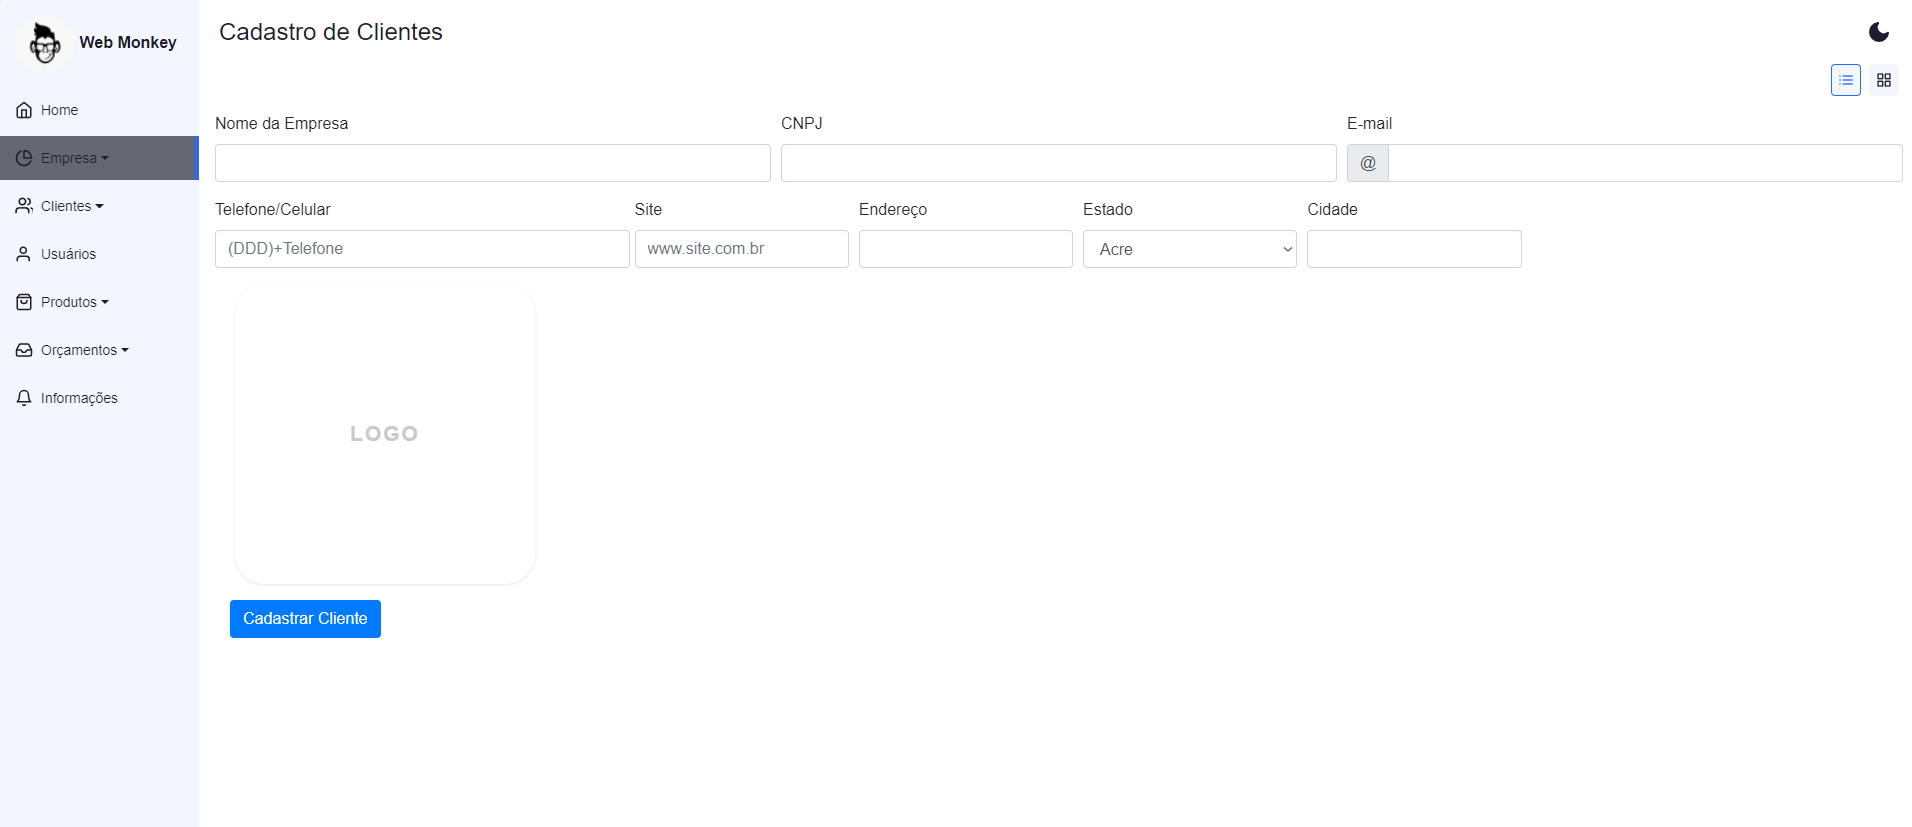 Web Monkey
Home
Empresa
Clientes
Usuários
Produtos
Orçamentos
Informações
Cadastro de Clientes
Nome da Empresa
CNPJ
E-mail
@
Telefone/Celular
Site
Endereço
Estado
Cidade
(DDD)+Telefone
www.site.com.br
Acre
LOGO
Cadastrar Cliente